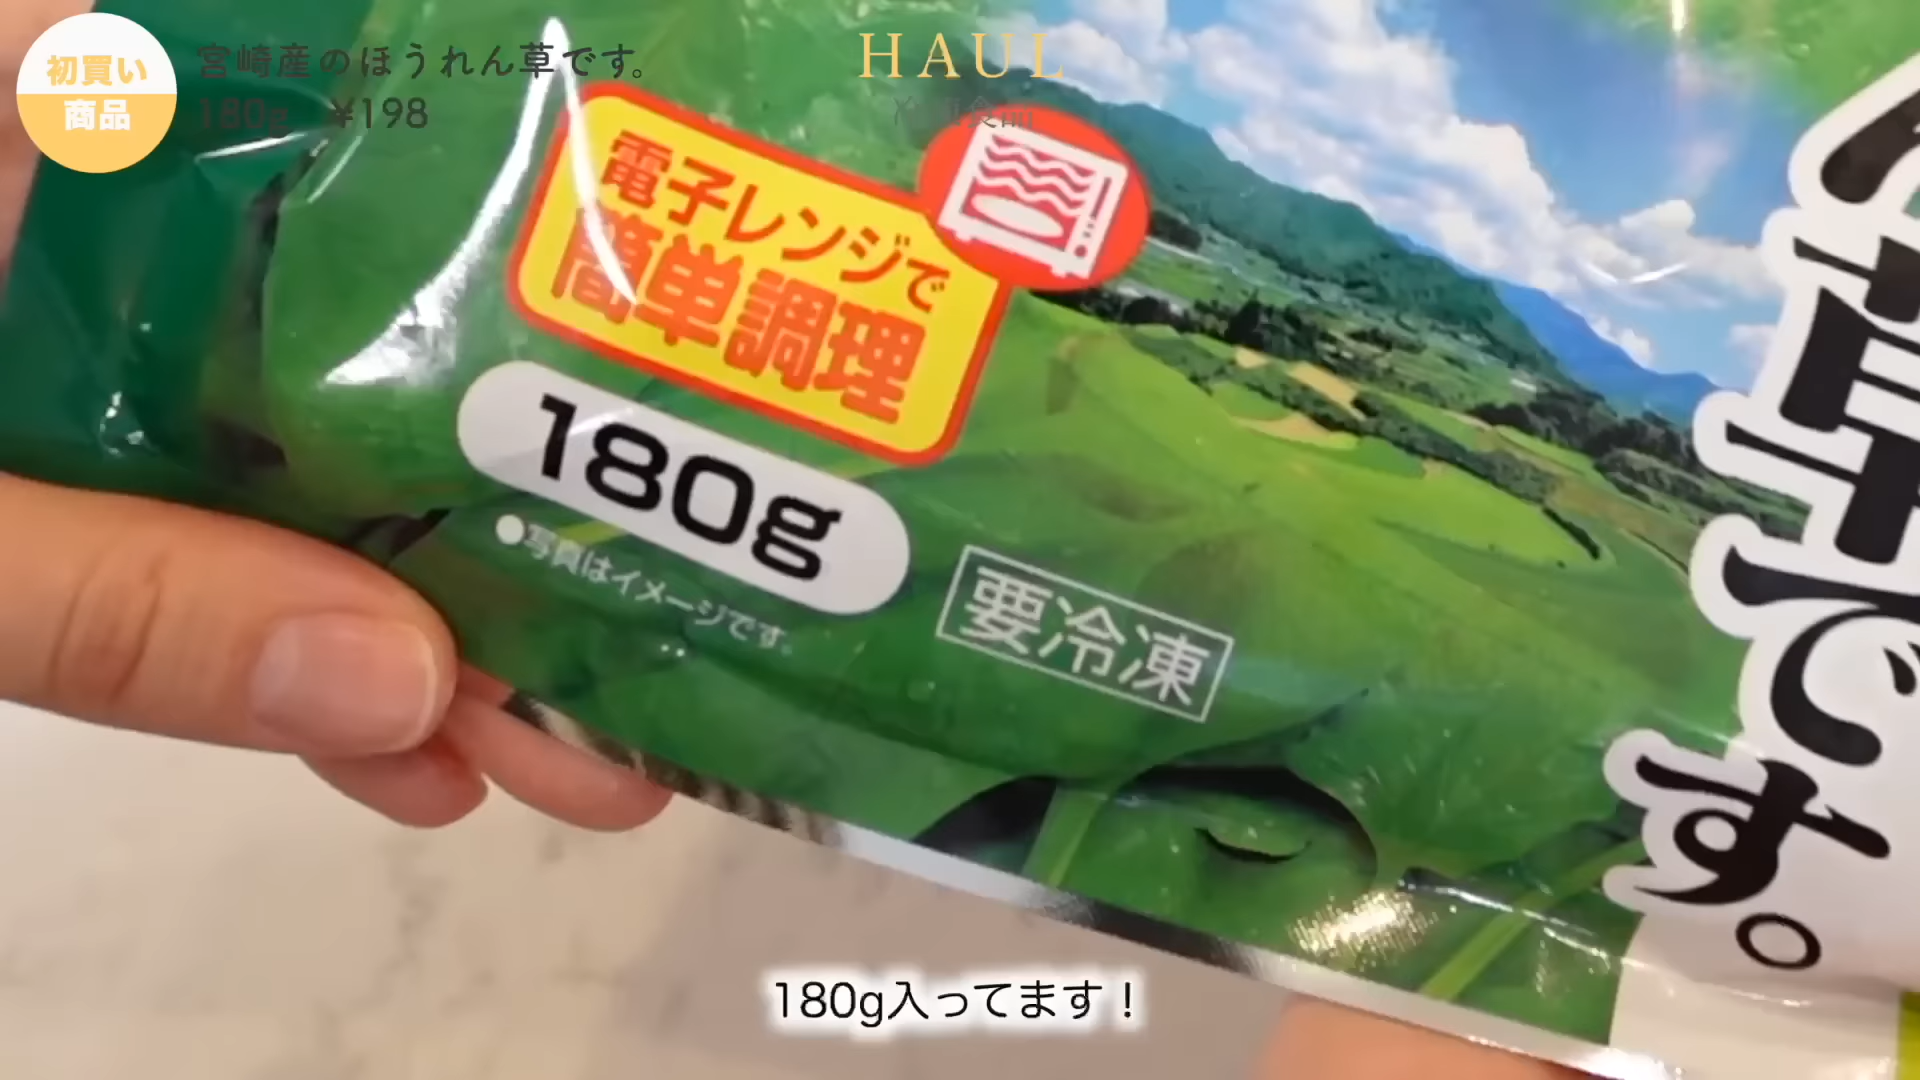 初買い
商品
宮崎産のほうれん草です。
180g ¥198
HAUL
電子レンジで
簡単調理
180g
●写真はイメージです。
要冷凍
草です。
180g入ってます！